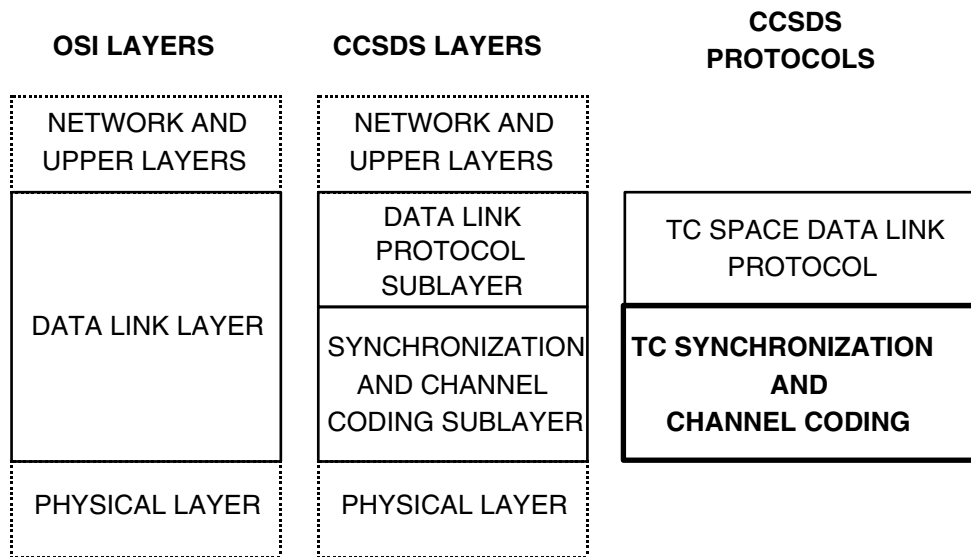 OSI LAYERS
CCSDS LAYERS
CCSDS
PROTOCOLS
NETWORK AND
UPPER LAYERS
DATA LINK LAYER
PHYSICAL LAYER
NETWORK AND
UPPER LAYERS
DATA LINK
PROTOCOL
SUBLAYER
SYNCHRONIZATION
AND CHANNEL
CODING SUBLAYER
PHYSICAL LAYER
TC SPACE DATA LINK
PROTOCOL
TC SYNCHRONIZATION
AND
CHANNEL CODING